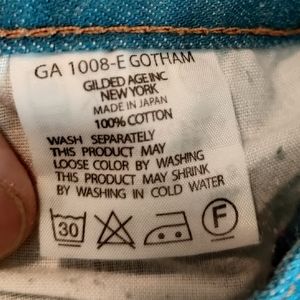 GA 1008-E GOTHAM
GILDED AGE INC
NEW YORK
MADE IN JAPAN
100% COTTON
WASH SEPARATELY
THIS PRODUCT MAY
LOOSE COLOR BY WASHING
THIS PRODUCT MAY SHRINK
BY WASHING IN COLD WATER
30 F